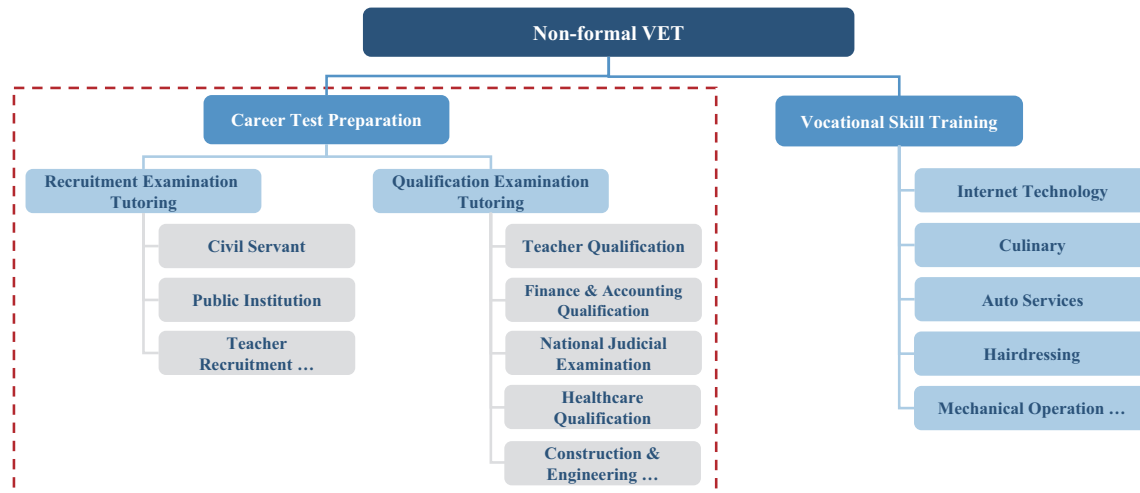 Non-formal VET
Career Test Preparation
Vocational Skill Training
Recruitment Examination
Tutoring
Qualification Examination
Tutoring
Civil Servant
Public Institution
Teacher
Recruitment …
Teacher Qualification
Finance & Accounting
Qualification
National Judicial
Examination
Healthcare
Qualification
Construction &
Engineering …
Internet Technology
Culinary
Auto Services
Hairdressing
Mechanical Operation …